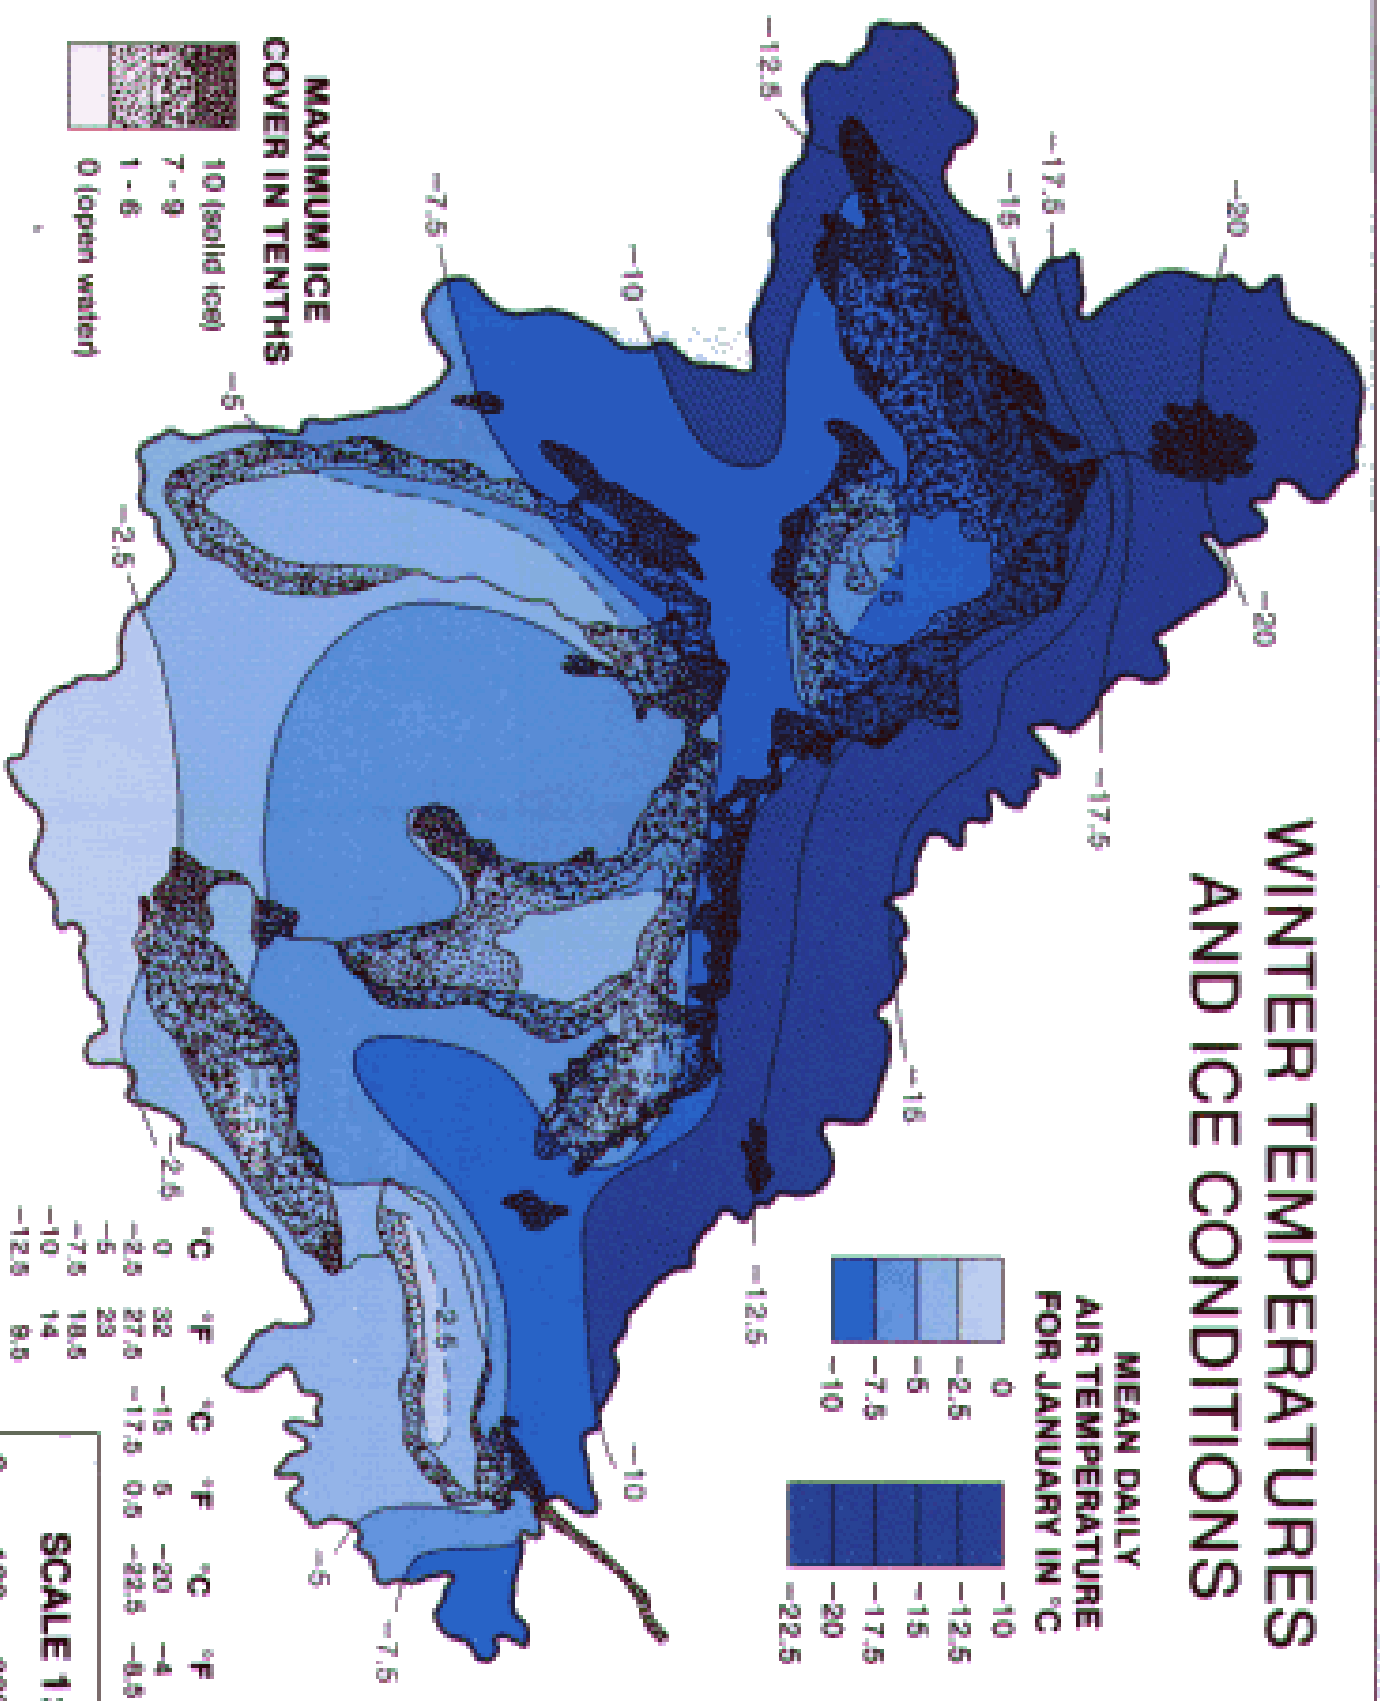 WINTER TEMPERATURES
AND ICE CONDITIONS
MEAN DAILY
AIR TEMPERATURE
FOR JANUARY IN °C
0
-2.5
-5
-7.5
-10
-10
-12.5
-15
-17.5
-20
-22.5
-20
-20
-17.5
-17.5
-15
-15
-12.5
-12.5
-10
-10
-7.5
-7.5
-5
-5
-2.5
-2.5
-2.5
-2.5
MAXIMUM ICE
COVER IN TENTHS
10 (solid ice)
7 - 9
1 - 6
0 (open water)
°C °F °C °F °C °F
0 32 -15 5 -20 -4
-2.5 27.5 -17.5 0.5 -22.5 -8.5
-5 23
-7.5 18.5
-10 14
-12.5 9.5
SCALE 1: